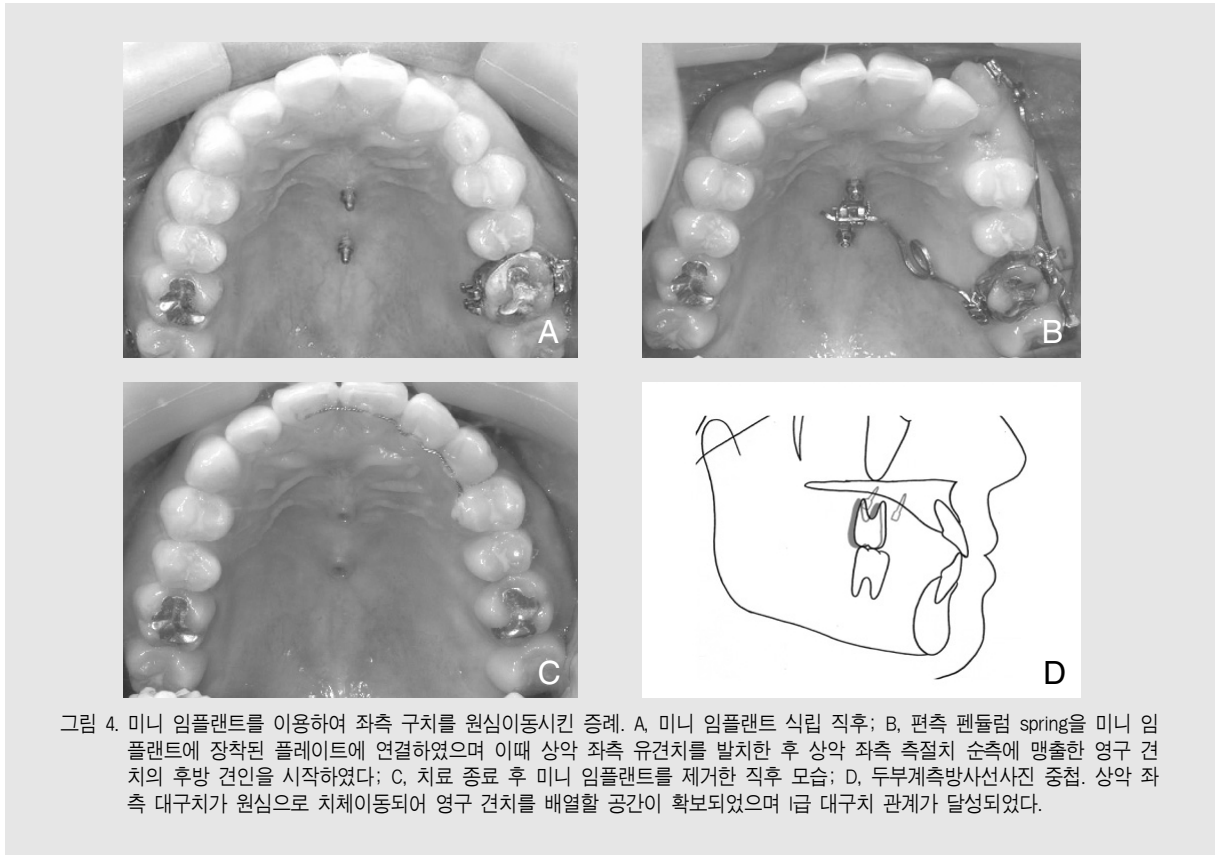 A
B
C
D
그림 4. 미니 임플랜트를 이용하여 좌측 구치를 원심이동시킨 증례. A, 미니 임플랜트 식립 직후; B, 편측 펜듈럼 spring을 미니 임
플랜트에 장착된 플레이트에 연결하였으며 이때 상악 좌측 유견치를 발치한 후 상악 좌측 측절치 순측에 맹출한 영구 견
치의 후방 견인을 시작하였다; C, 치료 종료 후 미니 임플랜트를 제거한 직후 모습; D, 두부계측방사선사진 중첩. 상악 좌
측 대구치가 원심으로 치체이동되어 영구 견치를 배열할 공간이 확보되었으며 I급 대구치 관계가 달성되었다.